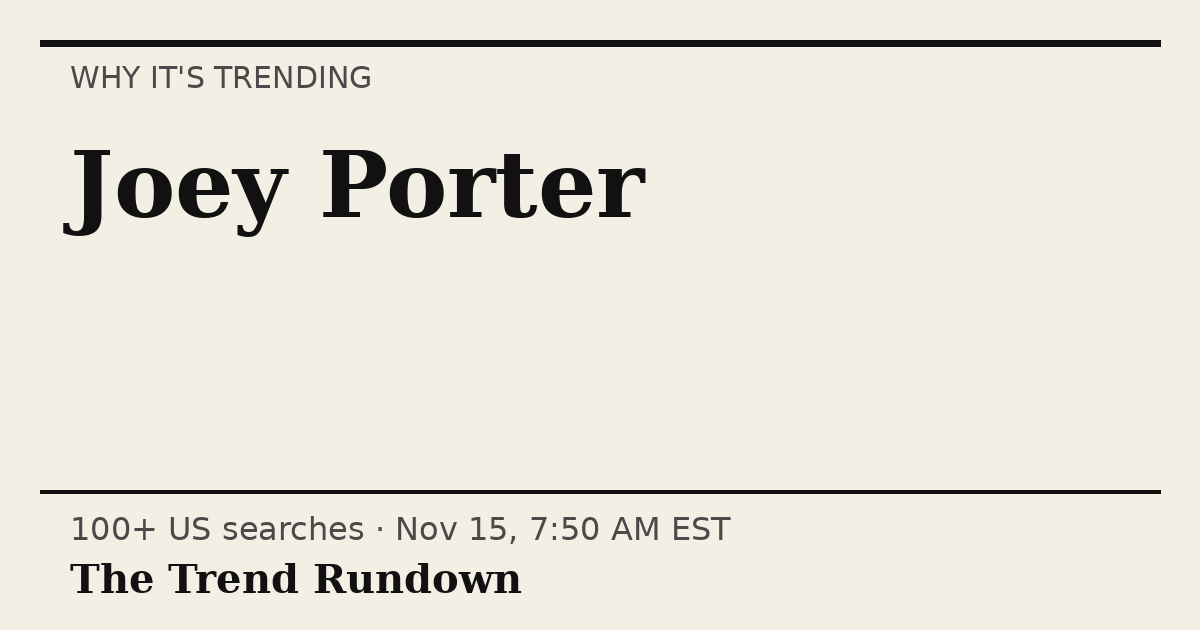 WHY IT'S TRENDING
Joey Porter
100+ US searches · Nov 15, 7:50 AM EST
The Trend Rundown